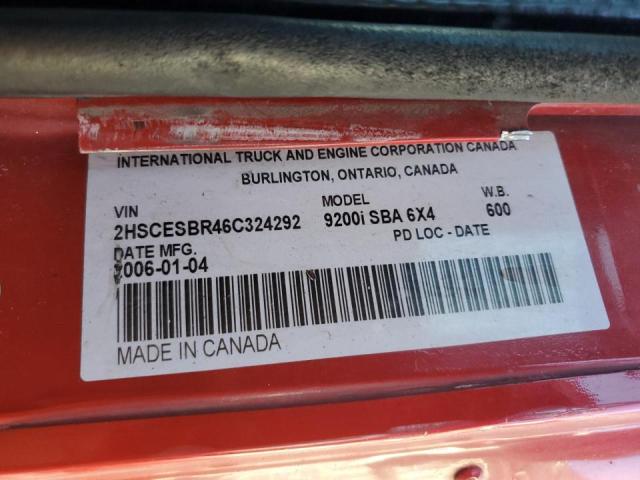 INTERNATIONAL TRUCK AND ENGINE CORPORATION CANADA
BURLINGTON, ONTARIO, CANADA
VIN MODEL W.B.
2HSCESBR46C324292 9200i SBA 6X4 600
DATE MFG. PD LOC - DATE
2006-01-04
MADE IN CANADA